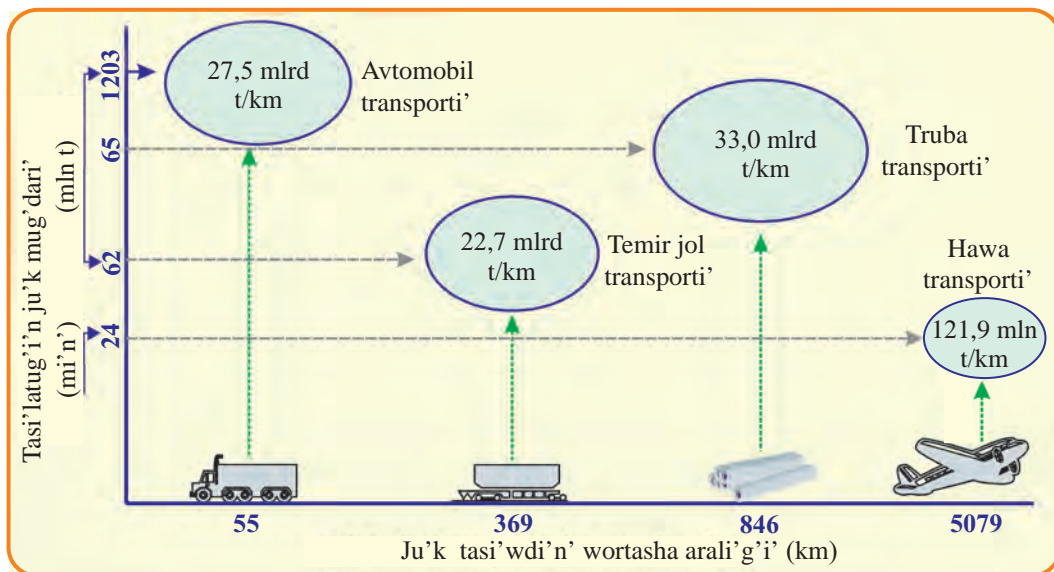 Tasi'latug'i'n ju'k mug'dari'
(mln t)
(mi'n')
1203
65
62
24
27,5 mlrd
t/km
Avtomobil
transporti'
33,0 mlrd
t/km
Truba
transporti'
22,7 mlrd
t/km
Temir jol
transporti'
Hawa
transporti'
121,9 mln
t/km
55
369
846
5079
Ju'k tasi'wdi'n' wortasha arali'g'i' (km)